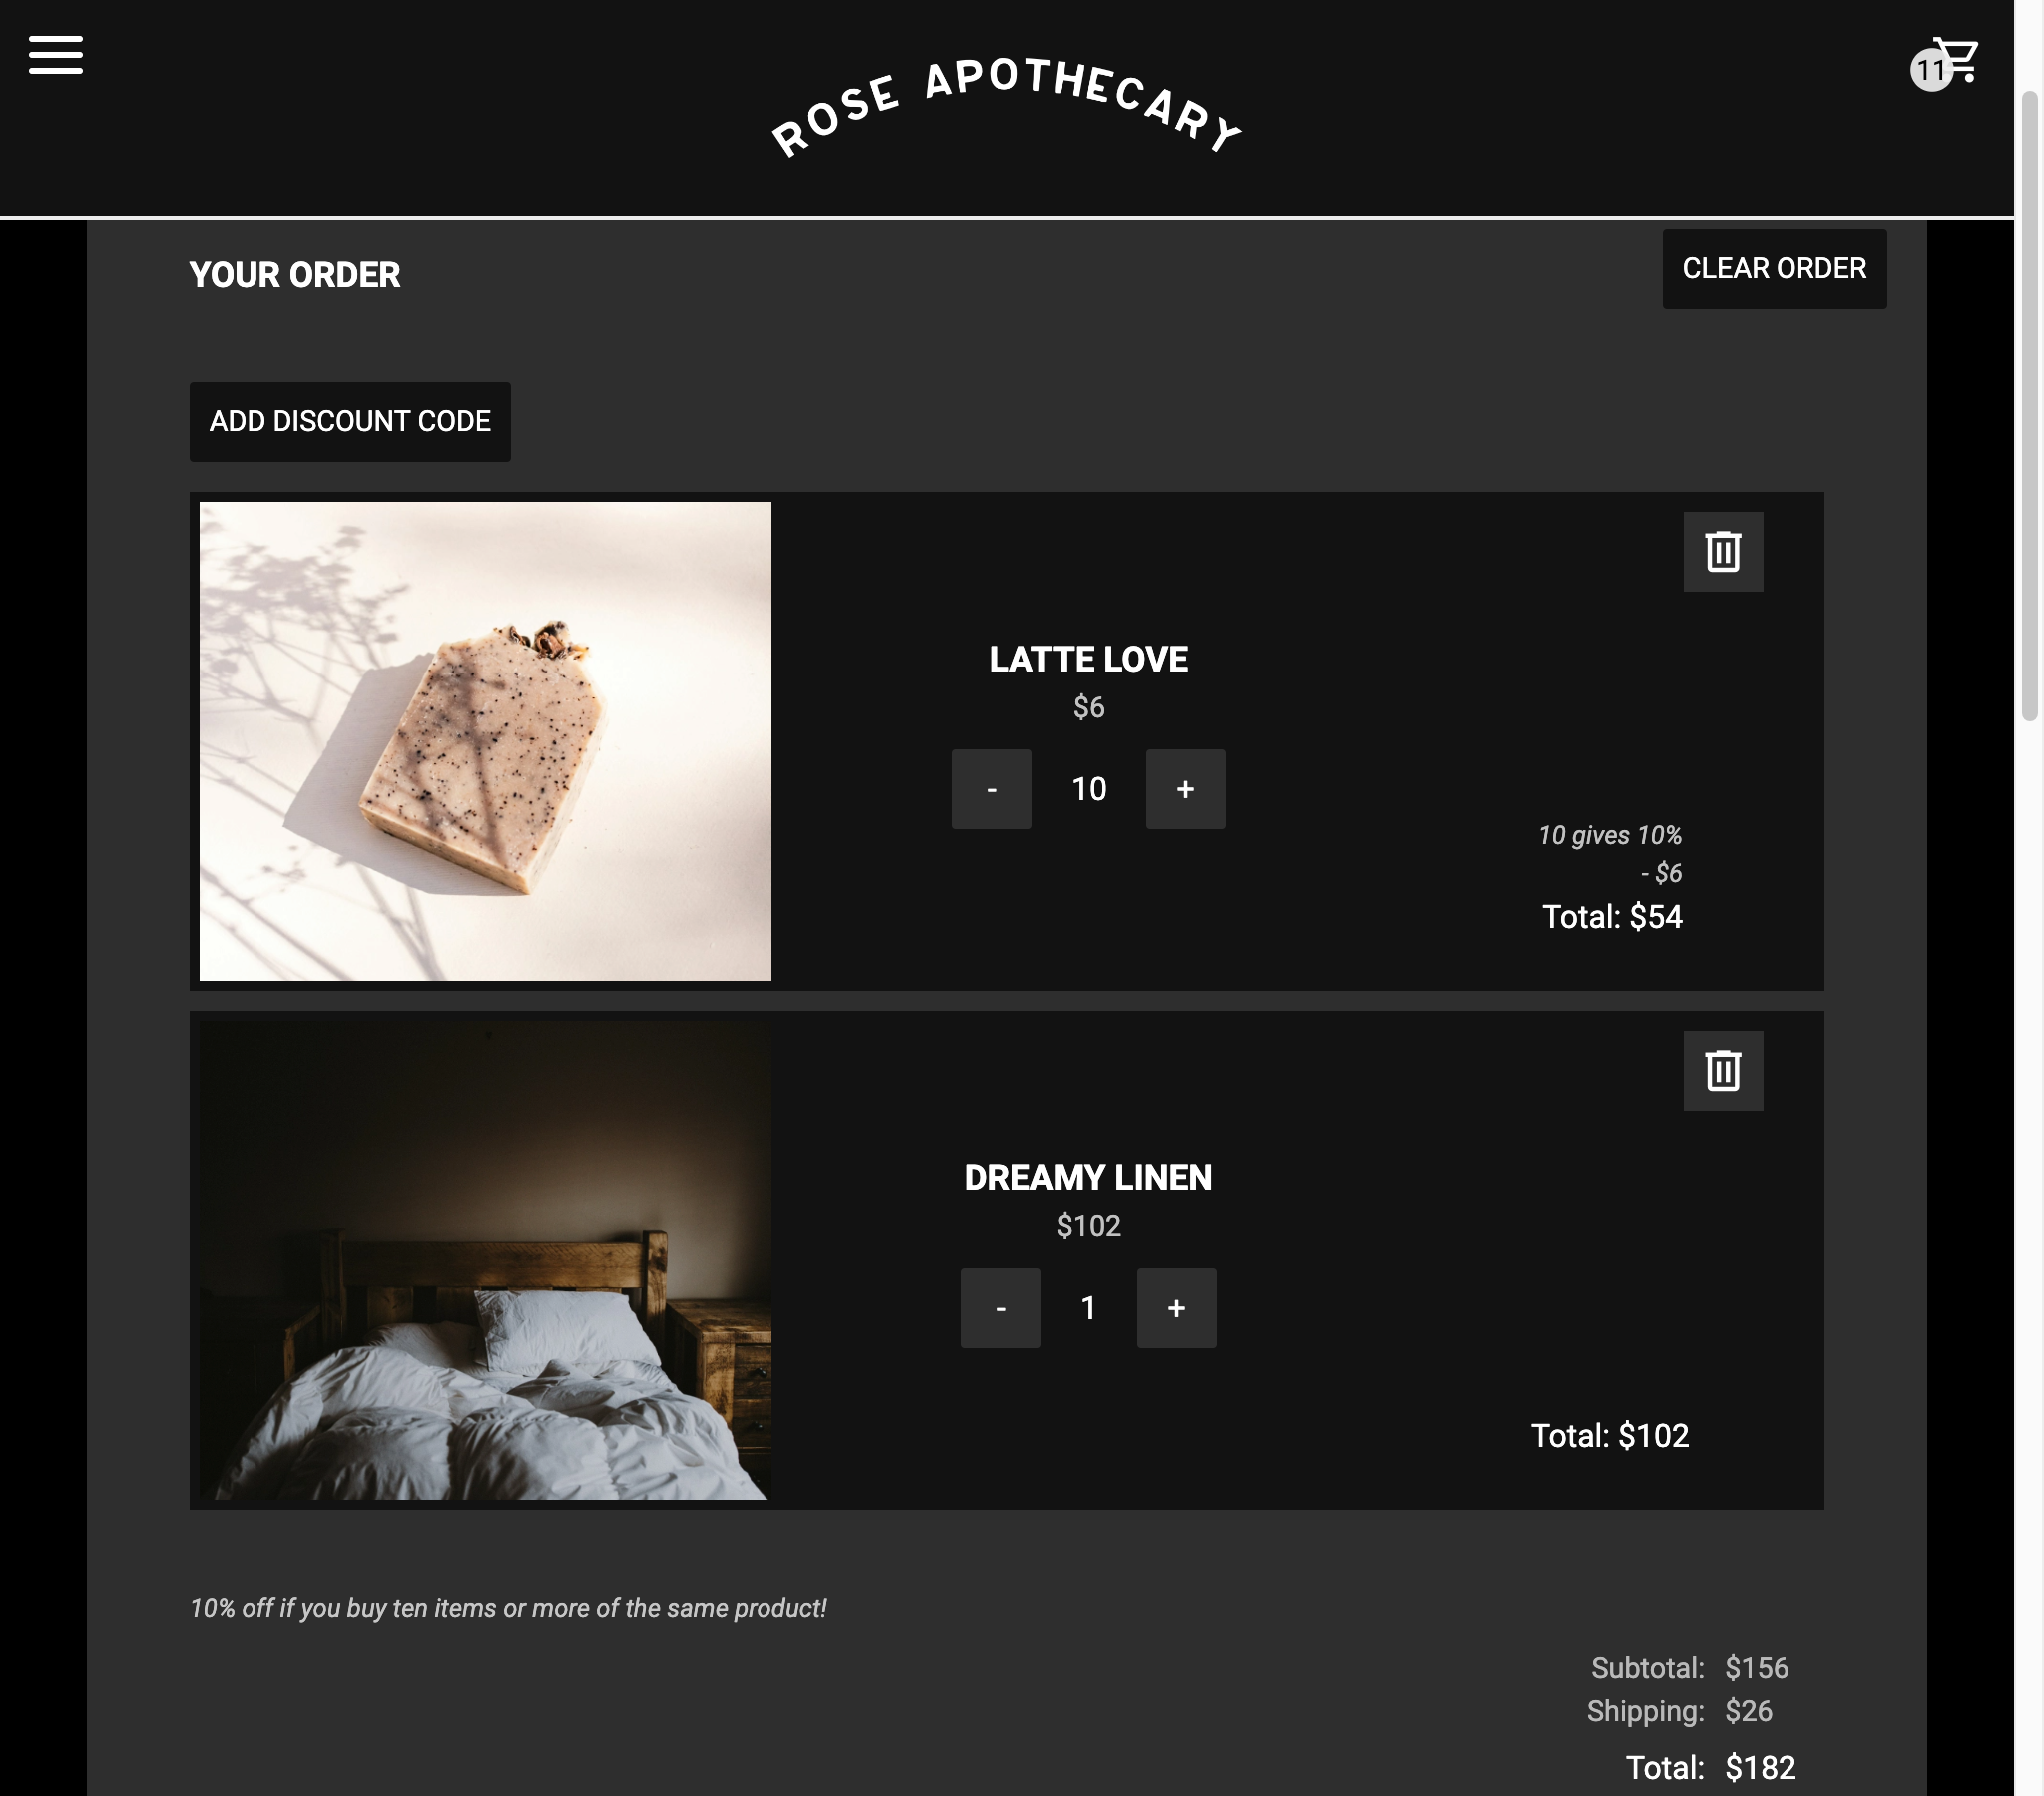 ROSE APOTHECARY
11
YOUR ORDER
CLEAR ORDER
ADD DISCOUNT CODE
LATTE LOVE
$6
- 10 +
10 gives 10%
- $6
Total: $54
DREAMY LINEN
$102
- 1 +
Total: $102
10% off if you buy ten items or more of the same product!
Subtotal: $156
Shipping: $26
Total: $182